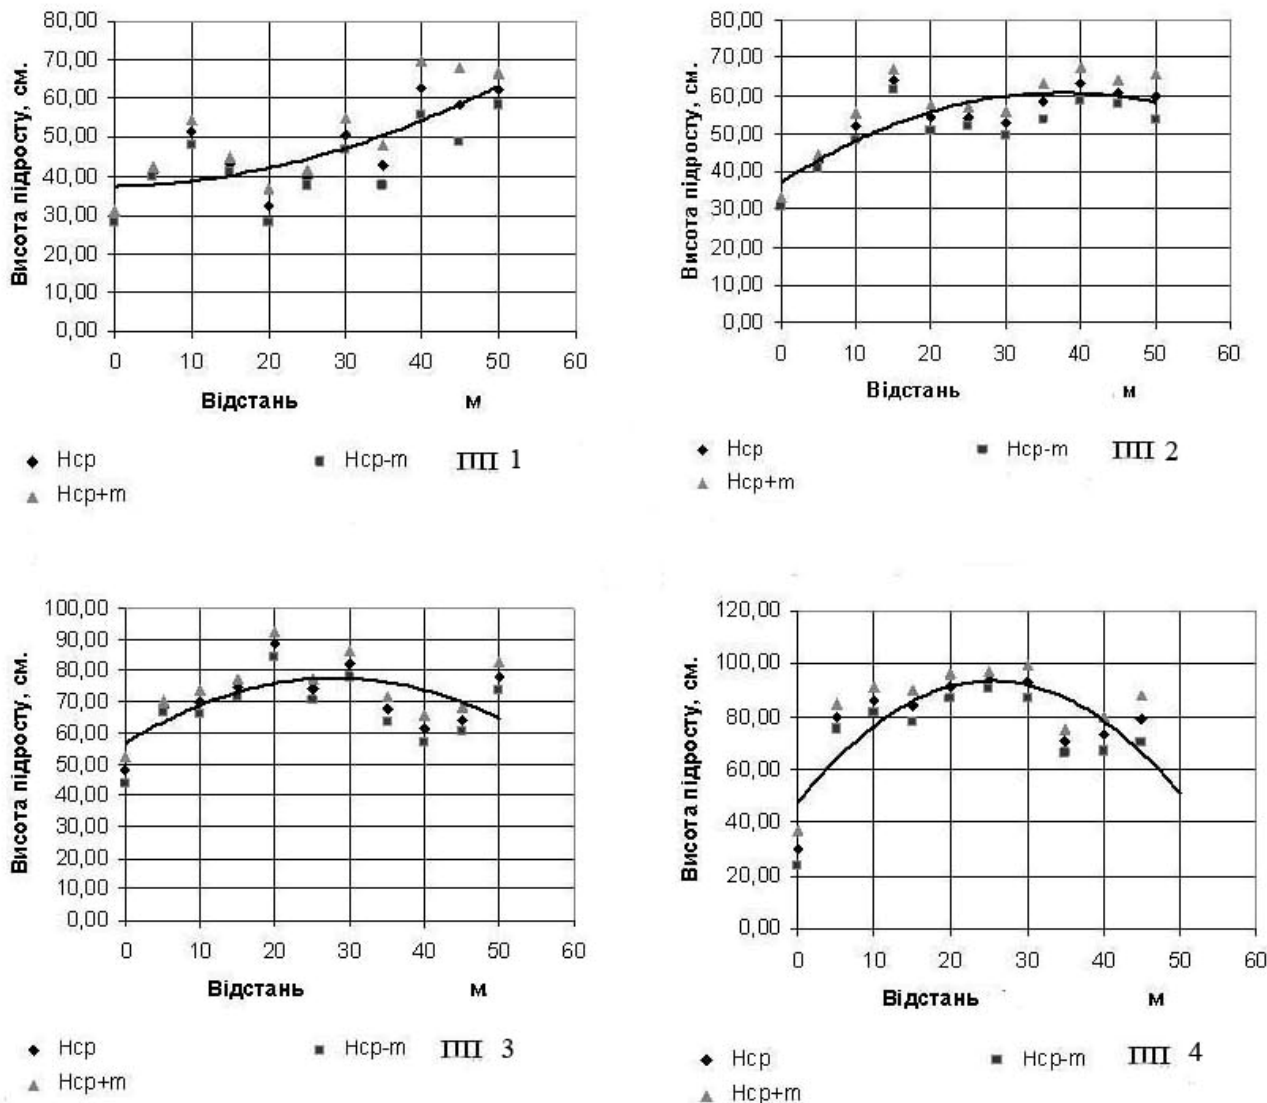 80,00
70,00
60,00
50,00
40,00
30,00
20,00
10,00
0,00
Висота підросту, см.
0 10 20 30 40 50 60
Відстань м
Нср Нср-m ПП 1
Нср+m
80,00
70,00
60,00
50,00
40,00
30,00
20,00
10,00
0,00
Висота підросту, см.
0 10 20 30 40 50 60
Відстань м
Нср Нср-m ПП 2
Нср+m
100,00
90,00
80,00
70,00
60,00
50,00
40,00
30,00
20,00
10,00
0,00
Висота підросту, см.
0 10 20 30 40 50 60
Відстань м
Нср Нср-m ПП 3
Нср+m
120,00
100,00
80,00
60,00
40,00
20,00
0,00
Висота підросту, см.
0 10 20 30 40 50 60
Відстань м
Нср Нср-m ПП 4
Нср+m